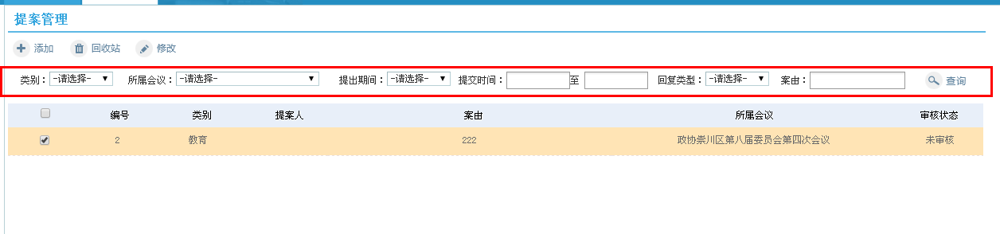 提案管理
添加 回收站 修改
类别： -请选择- 所属会议： -请选择- 提出期间： -请选择- 提交时间： 至 回复类型： -请选择- 案由： 查询
编号 类别 提案人 案由 所属会议 审核状态
2 教育 222 政协崇川区第八届委员会第四次会议 未审核